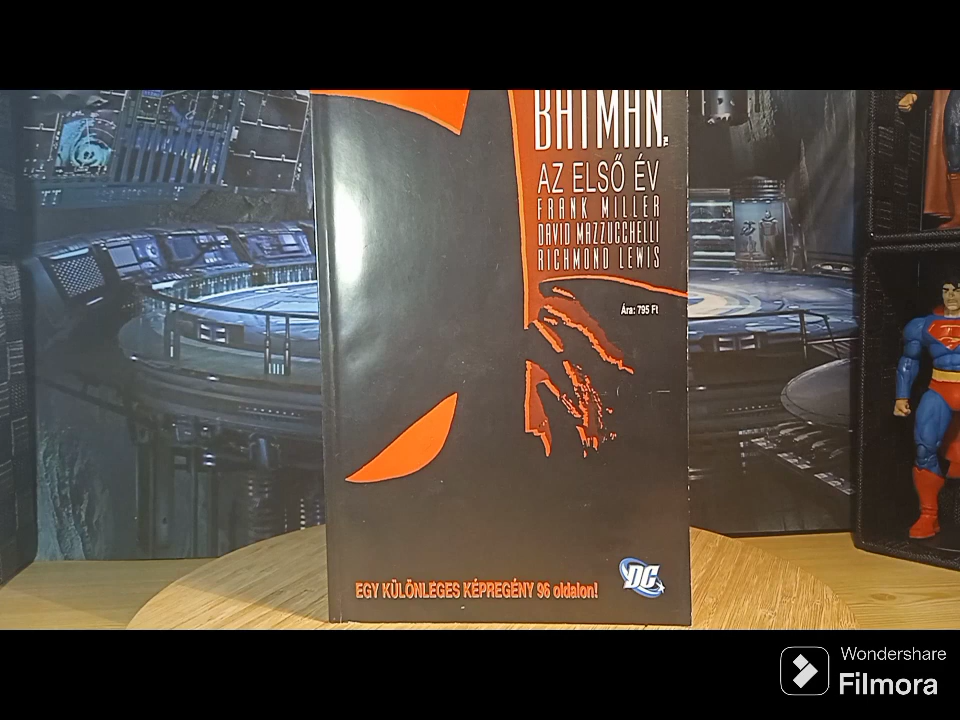 BATMAN
AZ ELSŐ ÉV
FRANK MILLER
DAVID MAZZUCCHELLI
RICHMOND LEWIS
Ára: 795 Ft
DC
EGY KÜLÖNLEGES KÉPREGÉNY 96 oldalon!
Wondershare
Filmora